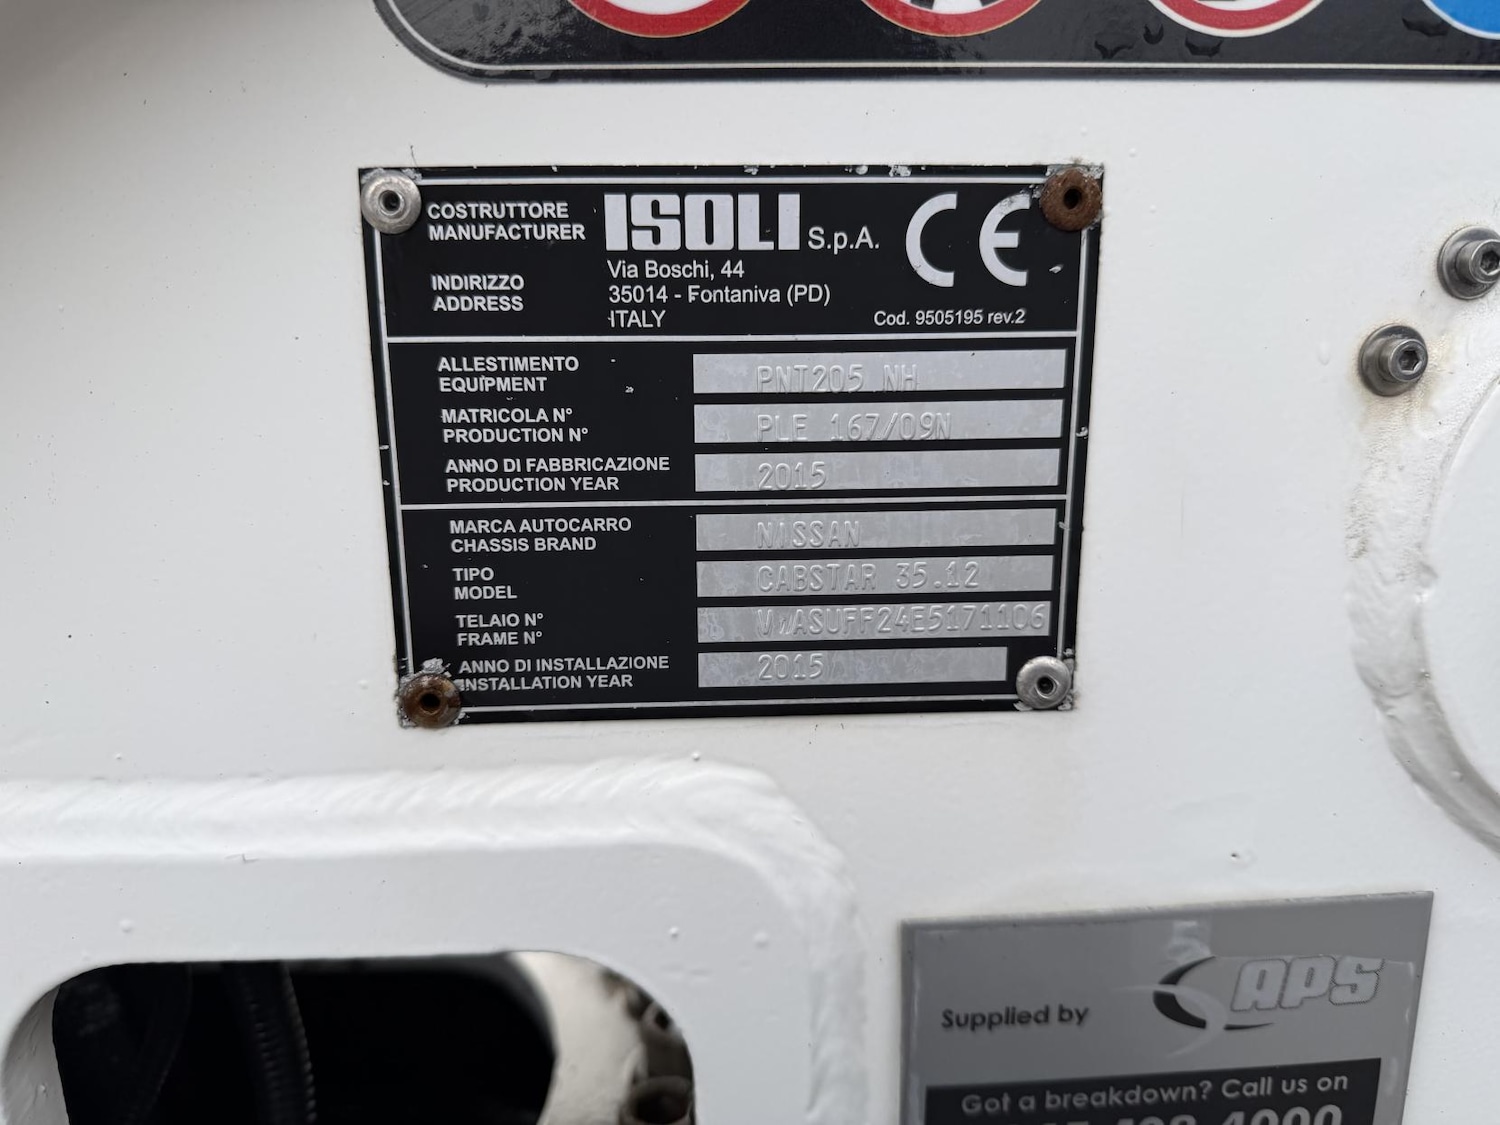 COSTRUTTORE
MANUFACTURER
ISOLI S.p.A.
CE
INDIRIZZO
ADDRESS
Via Boschi, 44
35014 - Fontaniva (PD)
ITALY
Cod. 9505195 rev.2
ALLESTIMENTO
EQUIPMENT
PNT205 NH
MATRICOLA N°
PRODUCTION N°
PLE 167/09N
ANNO DI FABBRICAZIONE
PRODUCTION YEAR
2015
MARCA AUTOCARRO
CHASSIS BRAND
NISSAN
TIPO
MODEL
CABSTAR 35.12
TELAIO N°
FRAME N°
VWASUFF24E5171106
ANNO DI INSTALLAZIONE
INSTALLATION YEAR
2015
Supplied by
APS
Got a breakdown? Call us on